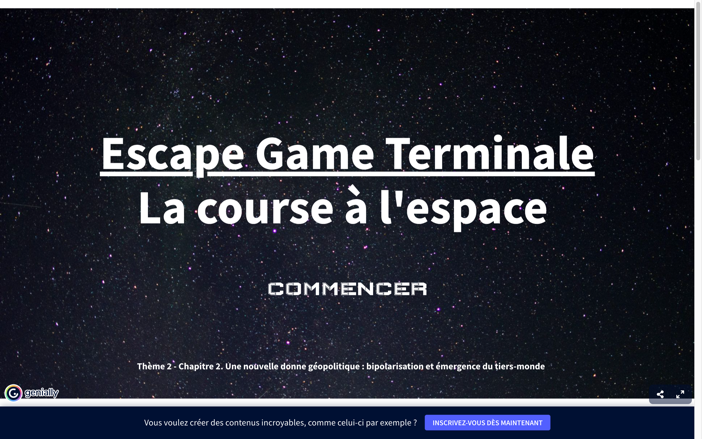 Escape Game Terminale
La course à l'espace
COMMENCER
Thème 2 - Chapitre 2. Une nouvelle donne géopolitique : bipolarisation et émergence du tiers-monde
genially
Vous voulez créer des contenus incroyables, comme celui-ci par exemple ? INSCRIVEZ-VOUS DÈS MAINTENANT